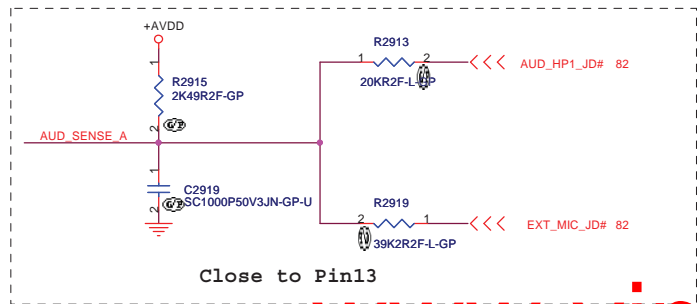 +AVDD
R2913
1
2
AUD_HP1_JD# 82
20KR2F-L-GP
1
R2915
2K49R2F-GP
2
AUD_SENSE_A
1
C2919
SC1000P50V3JN-GP-U
2
R2919
2
1
EXT_MIC_JD# 82
39K2R2F-L-GP
Close to Pin13